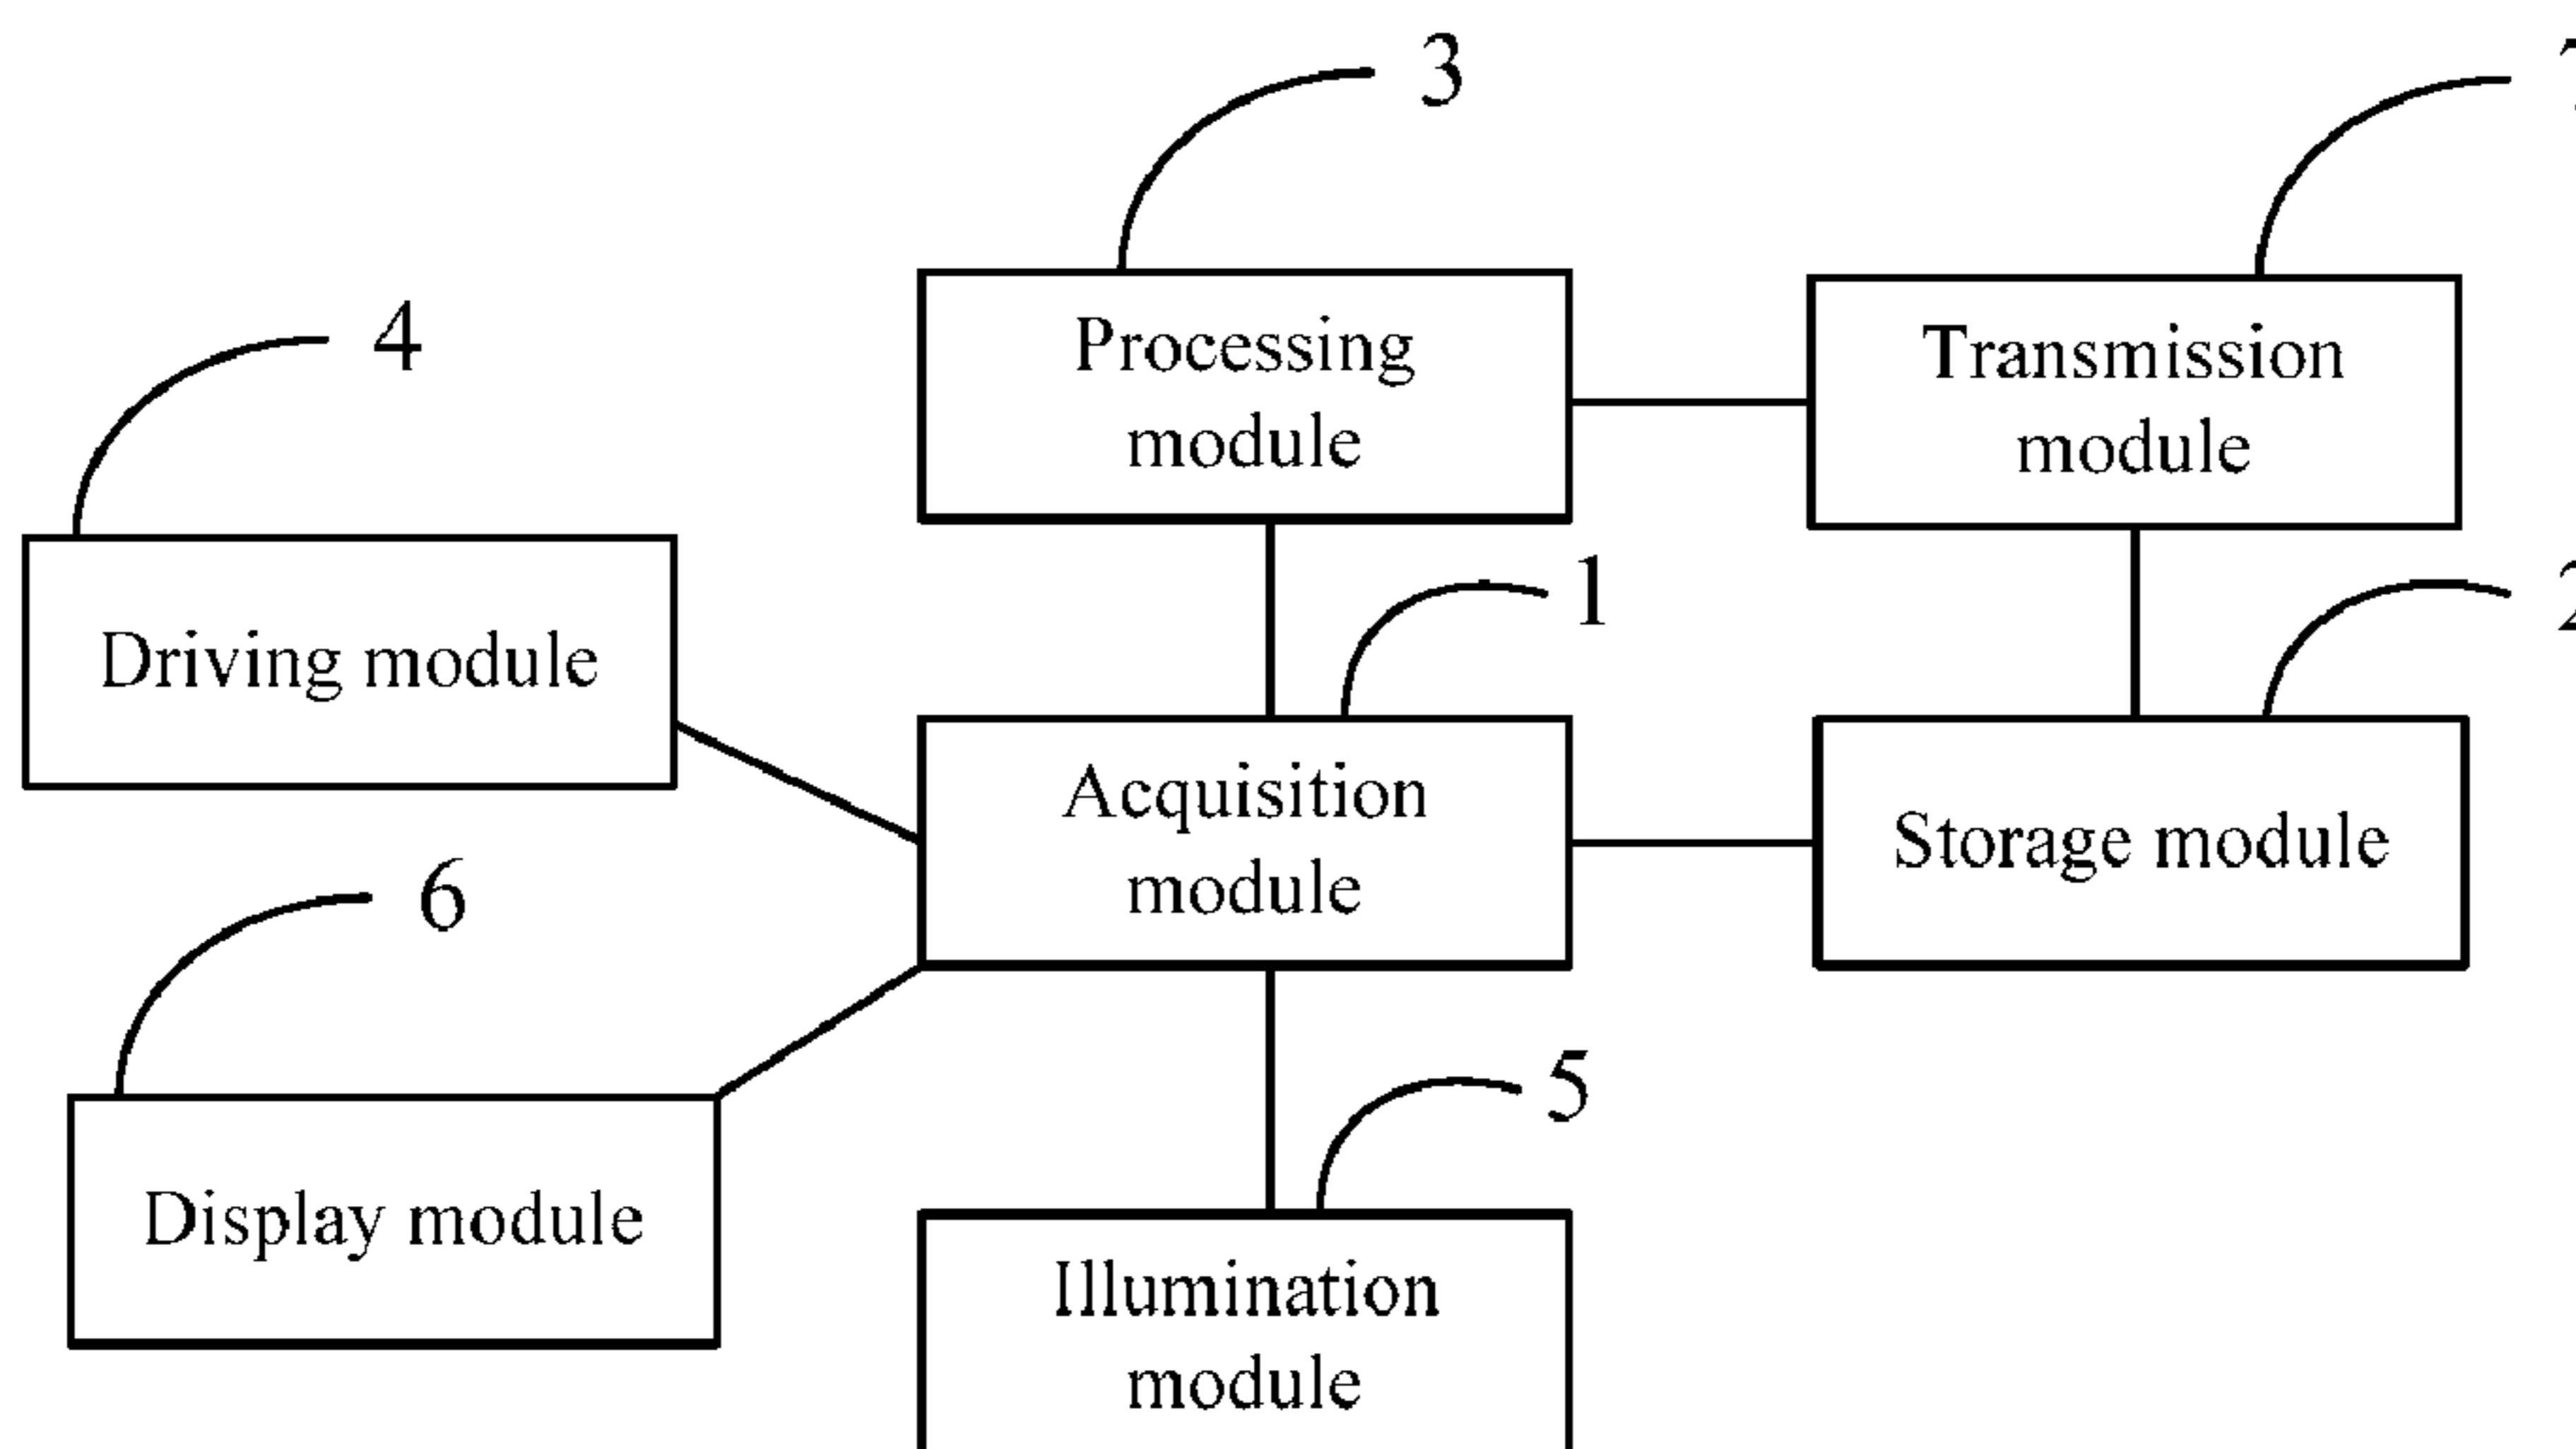 3
Processing
module
Transmission
module
4
Driving module
1
Acquisition
module
2
Storage module
6
Display module
5
Illumination
module